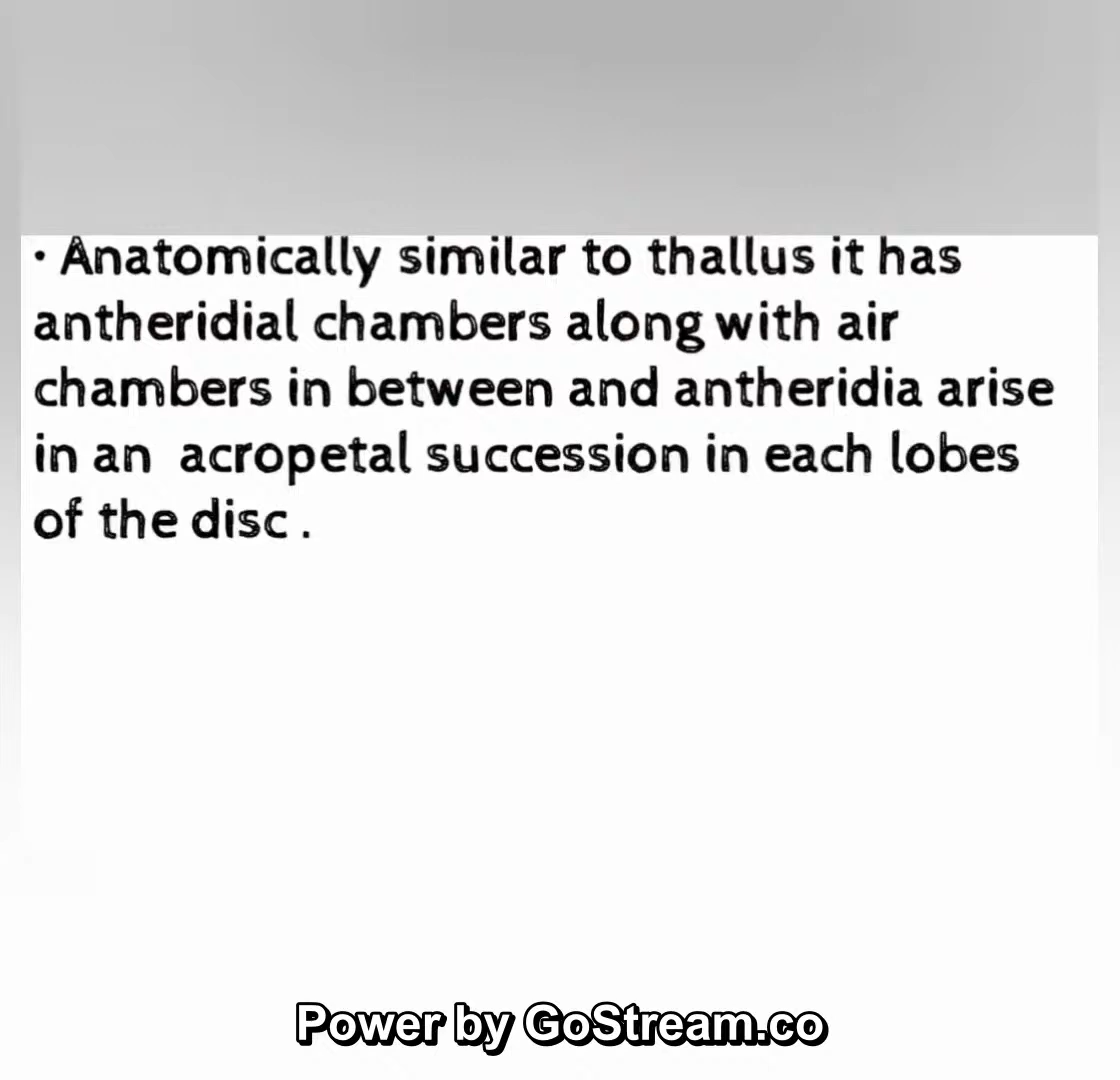 • Anatomically similar to thallus it has
antheridial chambers along with air
chambers in between and antheridia arise
in an acropetal succession in each lobes
of the disc .
Power by GoStream.co